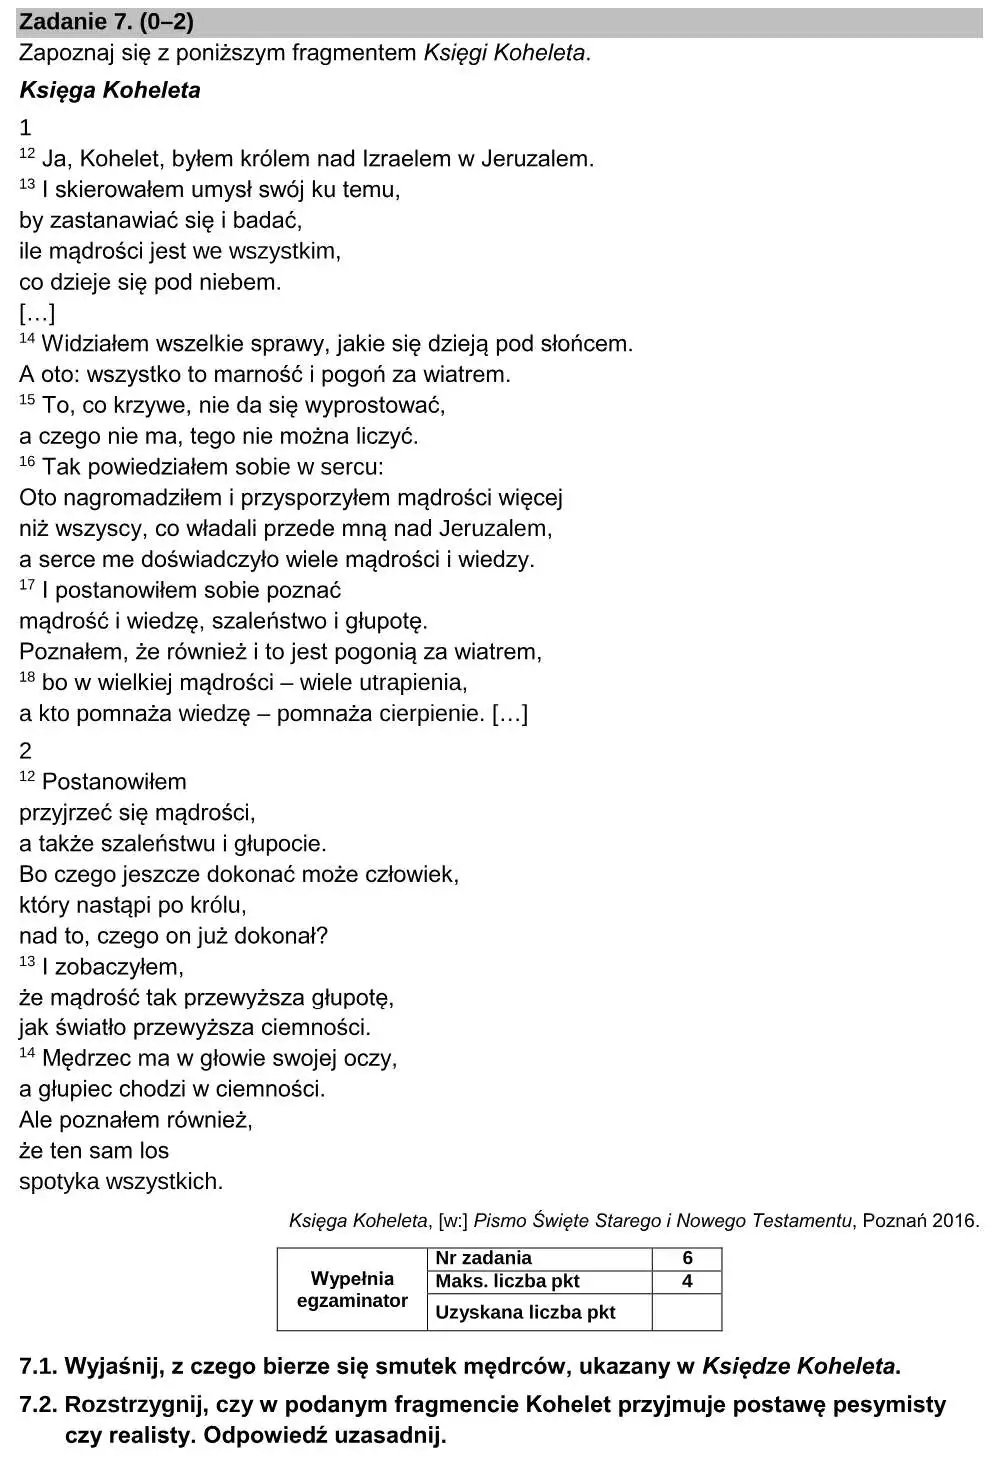 Zadanie 7. (0–2)
Zapoznaj się z poniższym fragmentem Księgi Koheleta.
Księga Koheleta
1
12 Ja, Kohelet, byłem królem nad Izraelem w Jeruzalem.
13 I skierowałem umysł swój ku temu,
by zastanawiać się i badać,
ile mądrości jest we wszystkim,
co dzieje się pod niebem.
[…]
14 Widziałem wszelkie sprawy, jakie się dzieją pod słońcem.
A oto: wszystko to marność i pogoń za wiatrem.
15 To, co krzywe, nie da się wyprostować,
a czego nie ma, tego nie można liczyć.
16 Tak powiedziałem sobie w sercu:
Oto nagromadziłem i przysporzyłem mądrości więcej
niż wszyscy, co władali przede mną nad Jeruzalem,
a serce me doświadczyło wiele mądrości i wiedzy.
17 I postanowiłem sobie poznać
mądrość i wiedzę, szaleństwo i głupotę.
Poznałem, że również i to jest pogonią za wiatrem,
18 bo w wielkiej mądrości – wiele utrapienia,
a kto pomnaża wiedzę – pomnaża cierpienie. […]
2
12 Postanowiłem
przyjrzeć się mądrości,
a także szaleństwu i głupocie.
Bo czego jeszcze dokonać może człowiek,
który nastąpi po królu,
nad to, czego on już dokonał?
13 I zobaczyłem,
że mądrość tak przewyższa głupotę,
jak światło przewyższa ciemności.
14 Mędrzec ma w głowie swojej oczy,
a głupiec chodzi w ciemności.
Ale poznałem również,
że ten sam los
spotyka wszystkich.
Księga Koheleta, [w:] Pismo Święte Starego i Nowego Testamentu, Poznań 2016.
Wypełnia egzaminator
Nr zadania 6
Maks. liczba pkt 4
Uzyskana liczba pkt
7.1. Wyjaśnij, z czego bierze się smutek mędrców, ukazany w Księdze Koheleta.
7.2. Rozstrzygnij, czy w podanym fragmencie Kohelet przyjmuje postawę pesymisty
czy realisty. Odpowiedź uzasadnij.